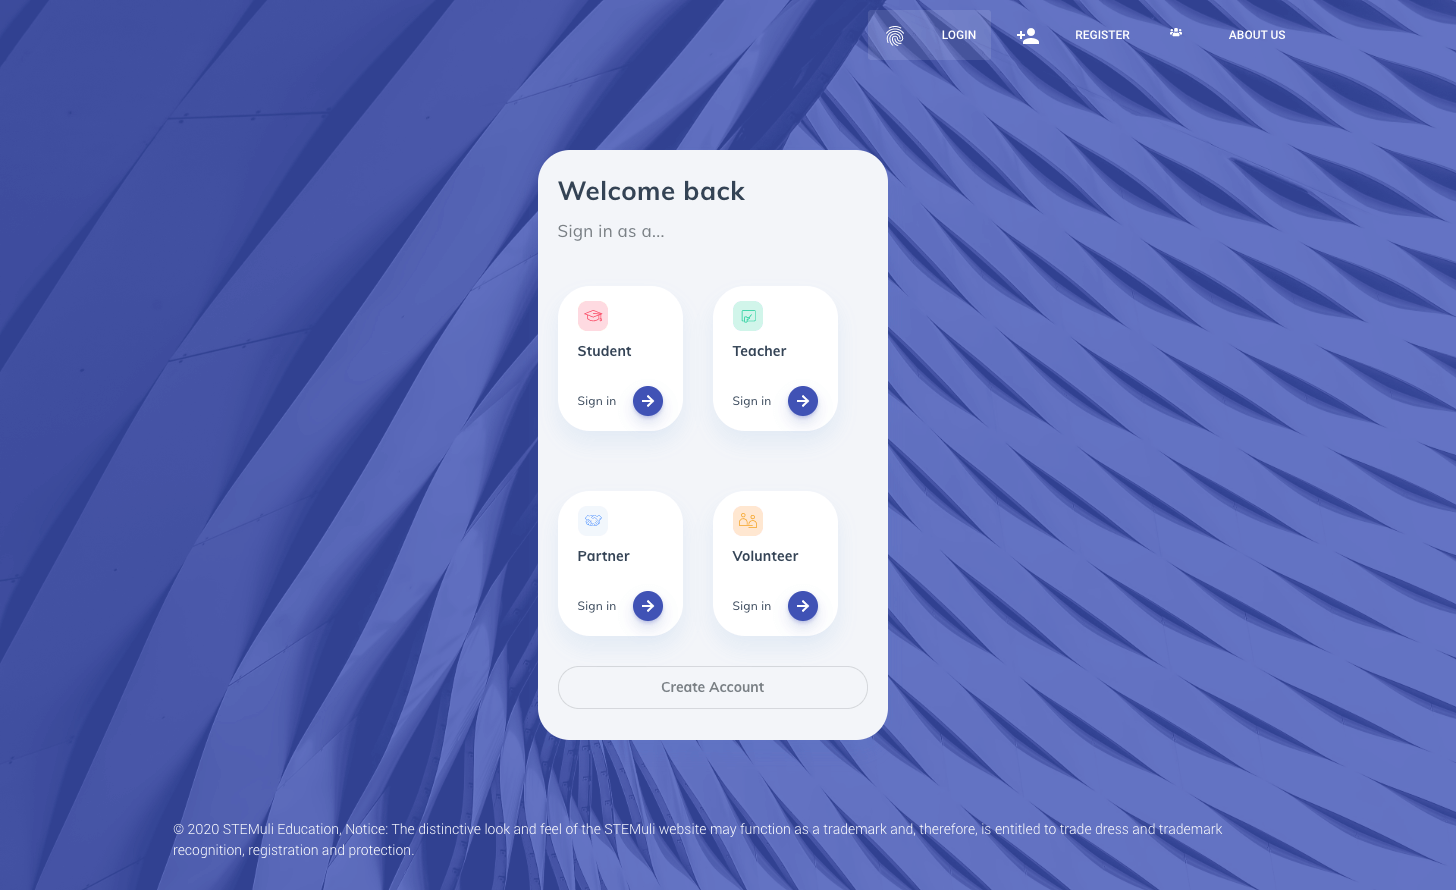 LOGIN REGISTER ABOUT US
Welcome back
Sign in as a...
Student Teacher
Sign in Sign in
Partner Volunteer
Sign in Sign in
Create Account
© 2020 STEMuli Education, Notice: The distinctive look and feel of the STEMuli website may function as a trademark and, therefore, is entitled to trade dress and trademark
recognition, registration and protection.